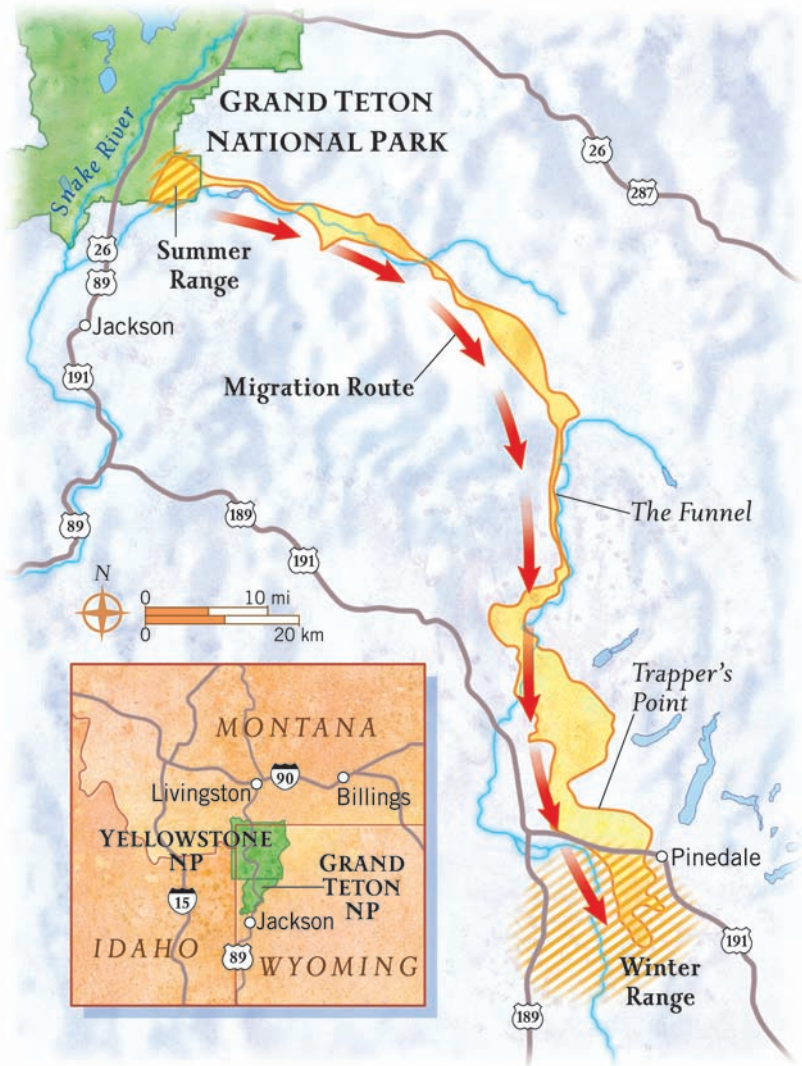 GRAND TETON
NATIONAL PARK
Snake River
26
287
Summer
Range
26
89
Jackson
191
Migration Route
The Funnel
89
189
191
N
0
10 mi
0
20 km
Trapper's
Point
MONTANA
90
Livingston
Billings
YELLOWSTONE
NP
GRAND
TETON
NP
15
Jackson
IDAHO
89
WYOMING
Pinedale
191
Winter
Range
189